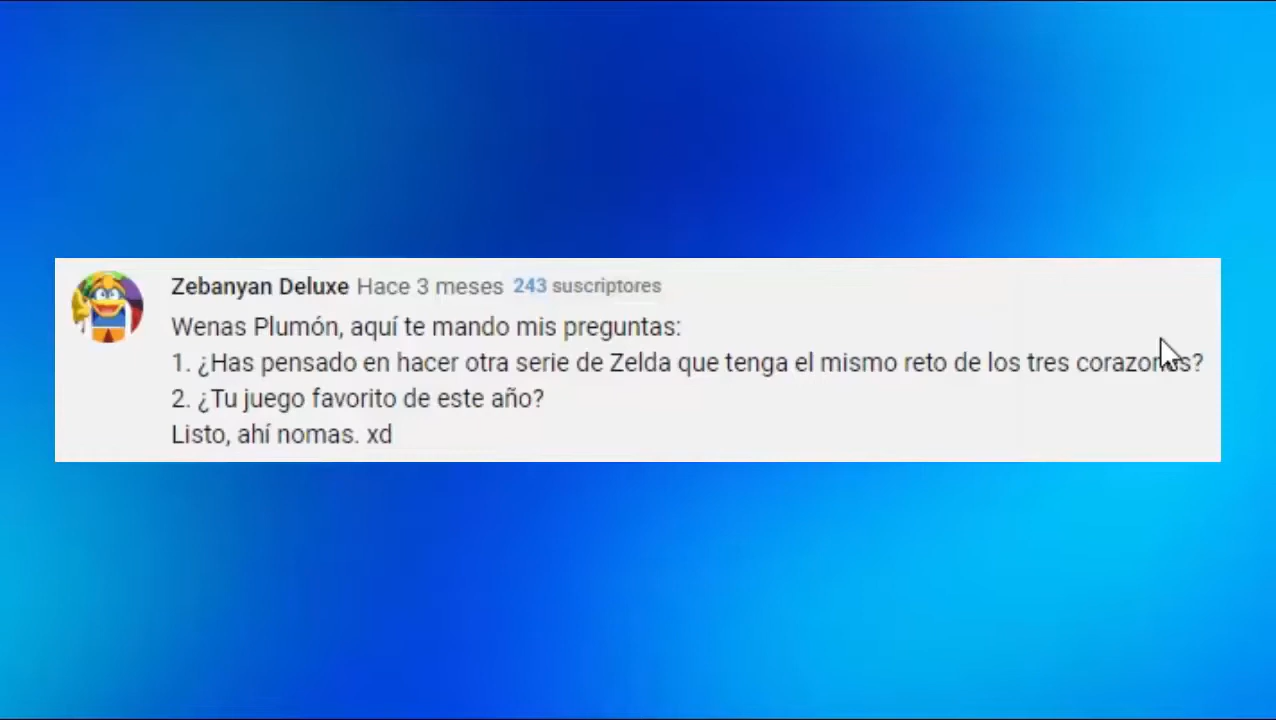 Zebanyan Deluxe Hace 3 meses 243 suscriptores
Wenas Plumón, aquí te mando mis preguntas:
1. ¿Has pensado en hacer otra serie de Zelda que tenga el mismo reto de los tres corazones?
2. ¿Tu juego favorito de este año?
Listo, ahí nomas. xd